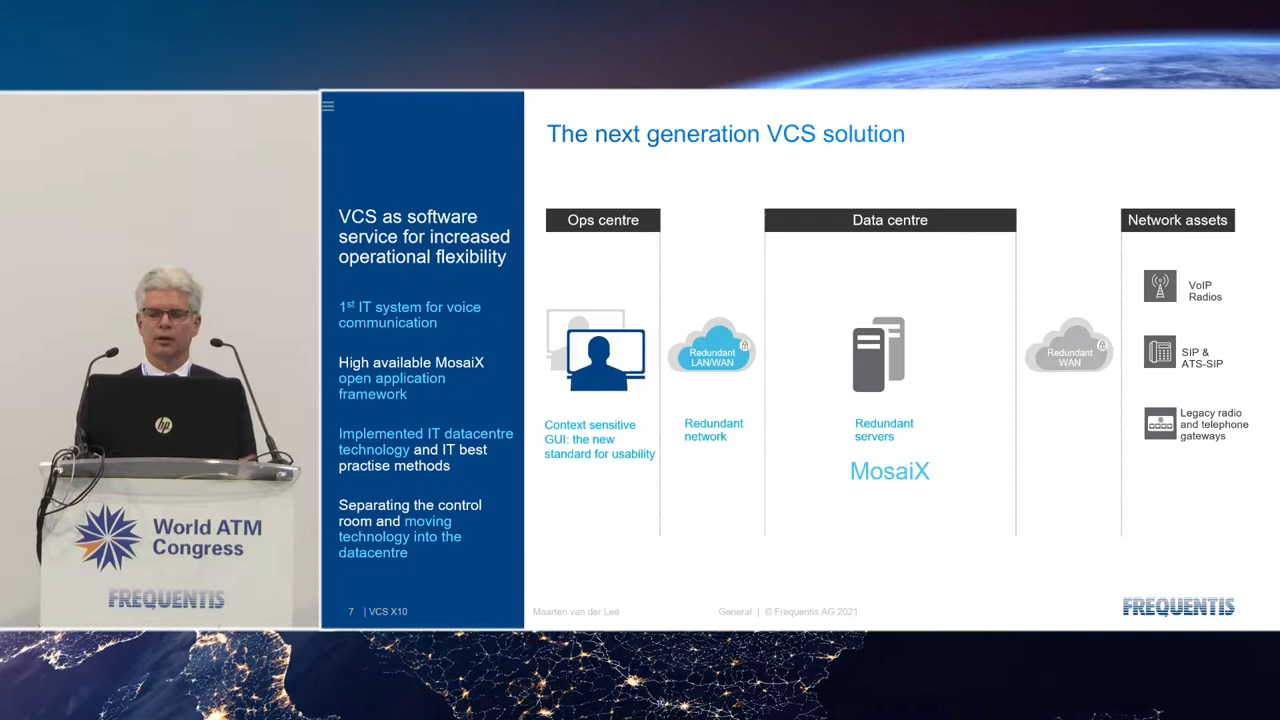 The next generation VCS solution
VCS as software
service for increased
operational flexibility
1st IT system for voice
communication
High available MosaiX
open application
framework
Implemented IT datacentre
technology and IT best
practise methods
Separating the control
room and moving
technology into the
datacentre
7 | VCS X10
Ops centre
Context sensitive
GUI: the new
standard for usability
Redundant
LAN/WAN
Redundant
network
Data centre
Redundant
servers
MosaiX
Redundant
WAN
Network assets
VoIP
Radios
SIP &
ATS-SIP
Legacy radio
and telephone
gateways
Maarten van der Lee
General | © Frequentis AG 2021
FREQUENTIS
hp
World ATM
Congress
FREQUENTIS